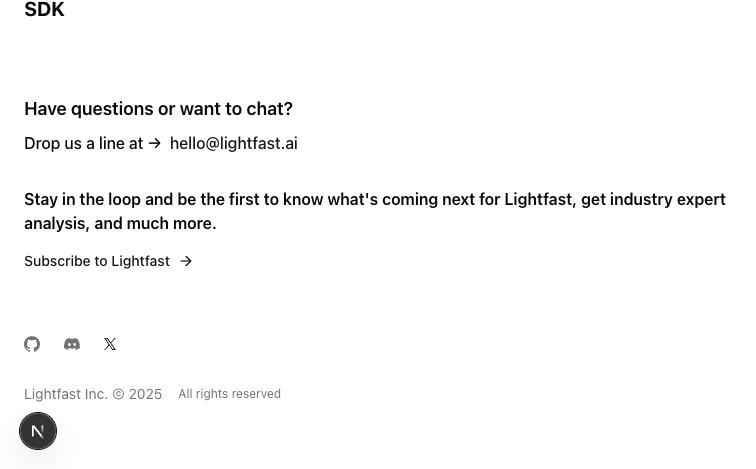 SDK
Have questions or want to chat?
Drop us a line at → hello@lightfast.ai
Stay in the loop and be the first to know what's coming next for Lightfast, get industry expert
analysis, and much more.
Subscribe to Lightfast →
Lightfast Inc. © 2025 All rights reserved
N